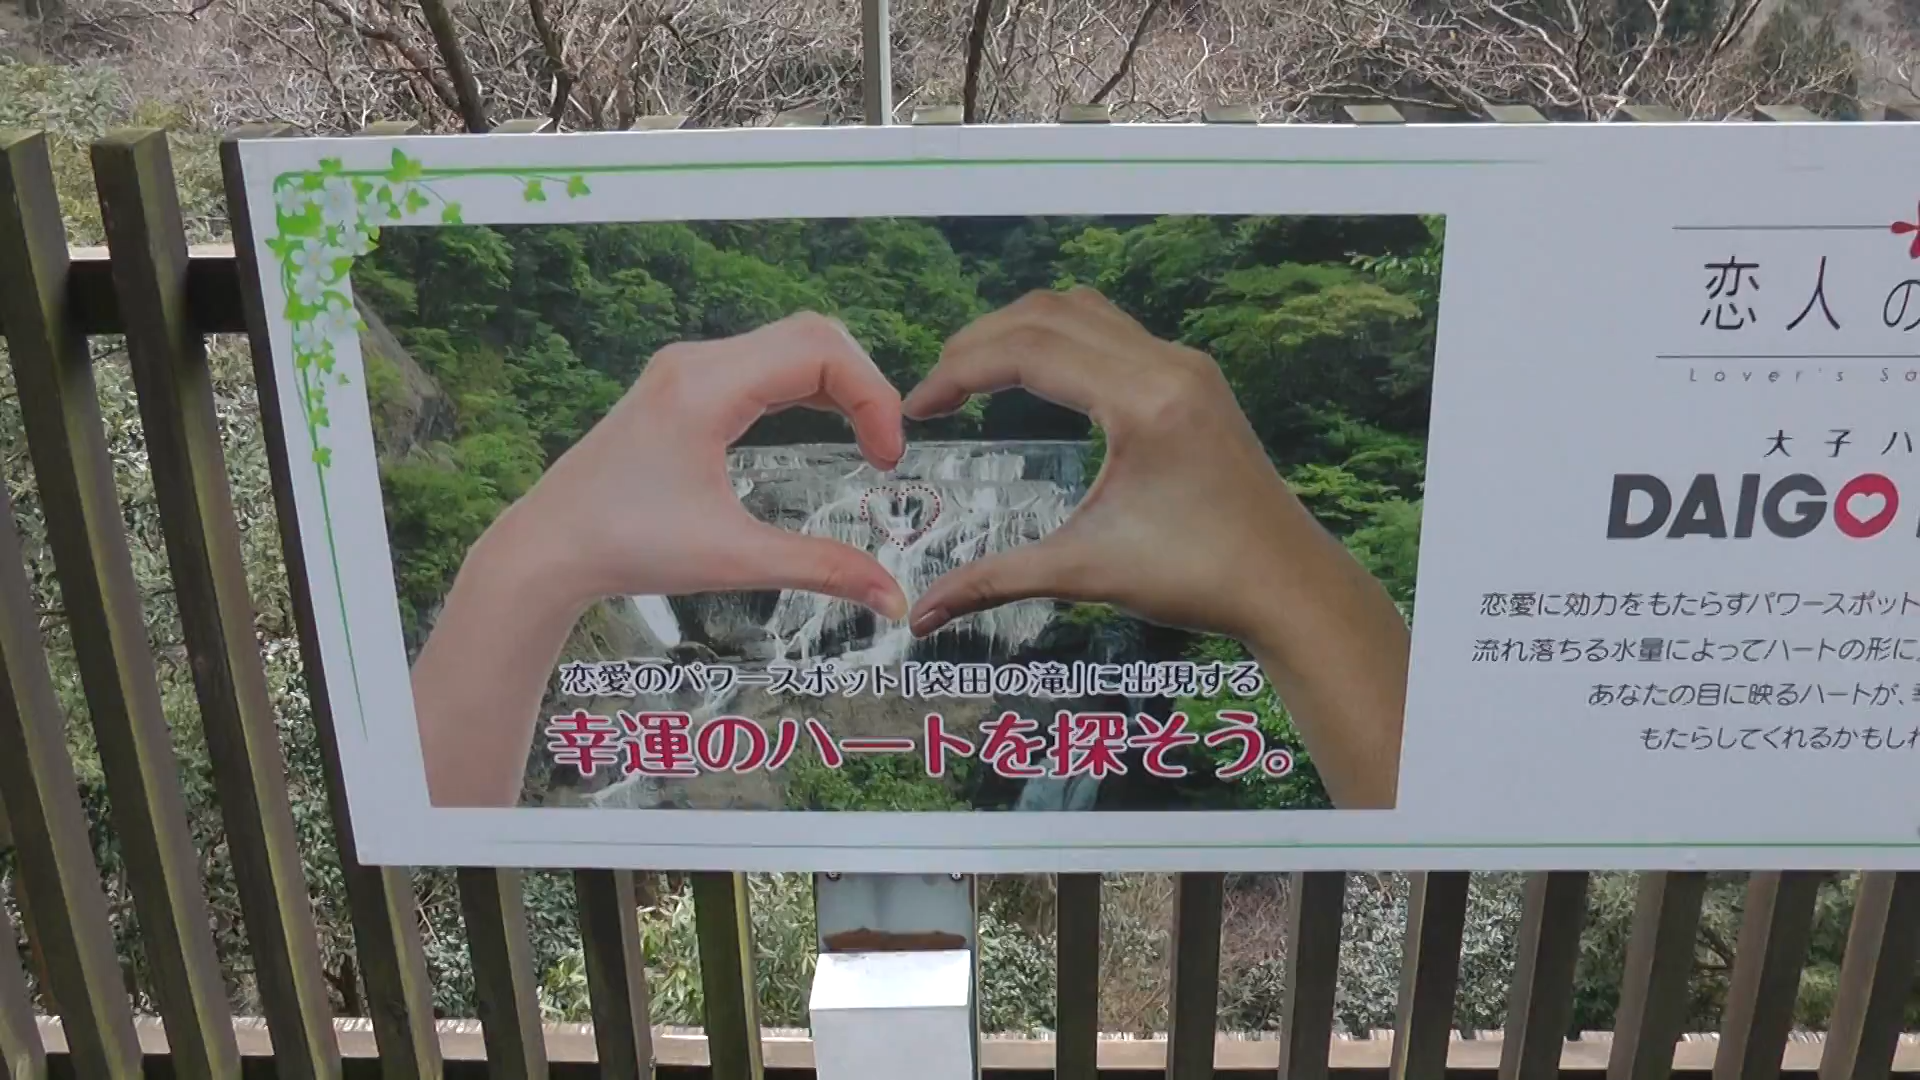 恋愛のパワースポット「袋田の滝」に出現する
幸運のハートを探そう。
恋人の
Lover's Sa
大子ハ
DAIGO
恋愛に効力をもたらすパワースポット
流れ落ちる水量によってハートの形に
あなたの目に映るハートが、
もたらしてくれるかもしれ